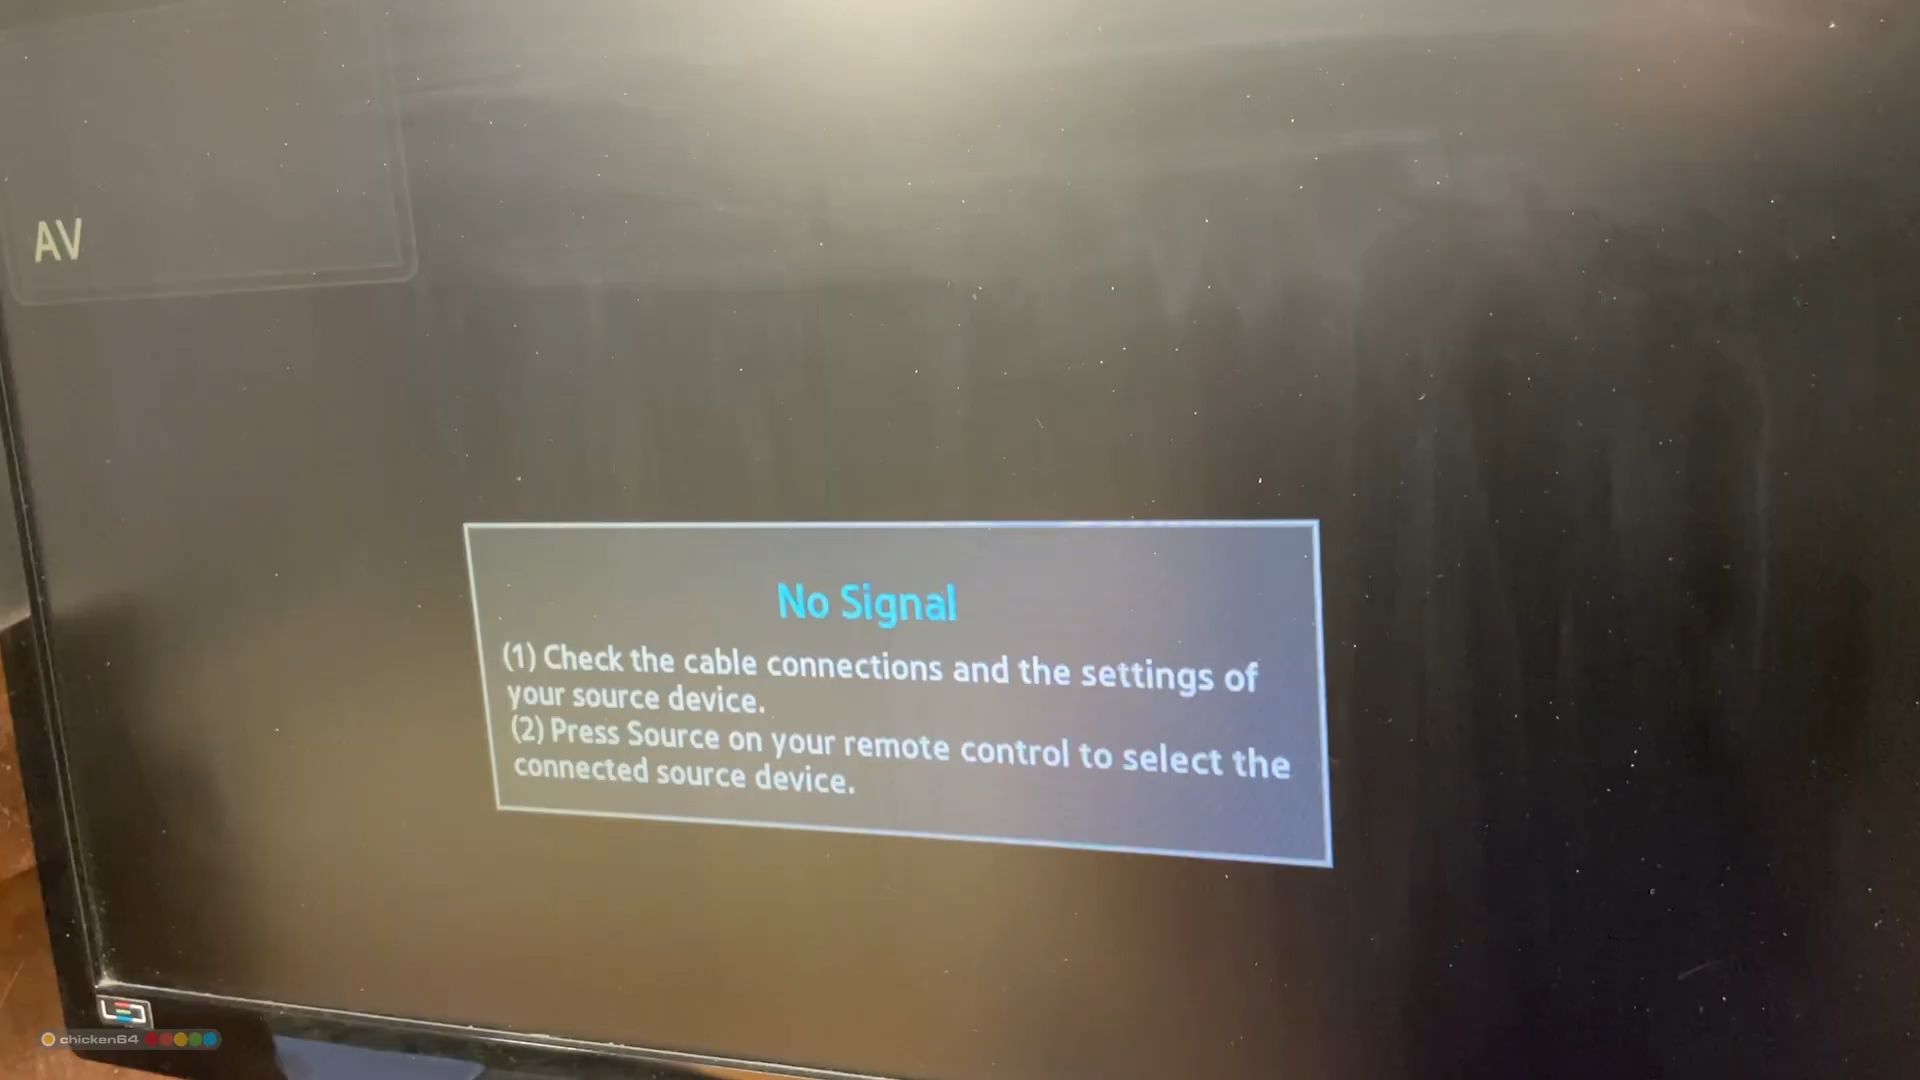 AV
No Signal
(1) Check the cable connections and the settings of
your source device.
(2) Press Source on your remote control to select the
connected source device.
LED
chicken64